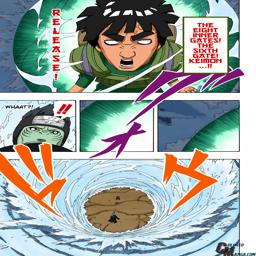 THE
EIGHT
INNER
GATES!
THE
SIXTH
GATE!
KEIMON
...!!
RELEASE!
WHAAT?!
!!